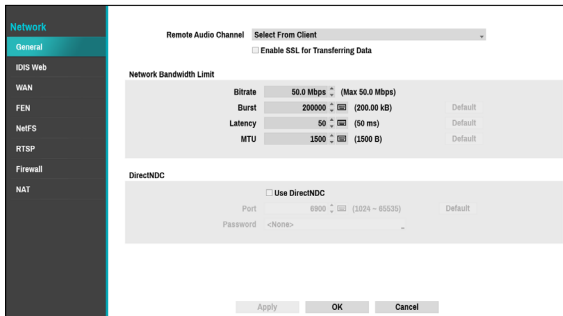 Network
General
IDIS Web
WAN
FEN
NetFS
RTSP
Firewall
NAT
Remote Audio Channel Select From Client
Enable SSL for Transferring Data
Network Bandwidth Limit
Bitrate 50.0 Mbps (Max 50.0 Mbps)
Burst 200000 (200.00 kB) Default
Latency 50 (50 ms) Default
MTU 1500 (1500 B) Default
DirectNDC
Use DirectNDC
Port 6900 (1024 ~ 65535) Default
Password <None>
Apply OK Cancel